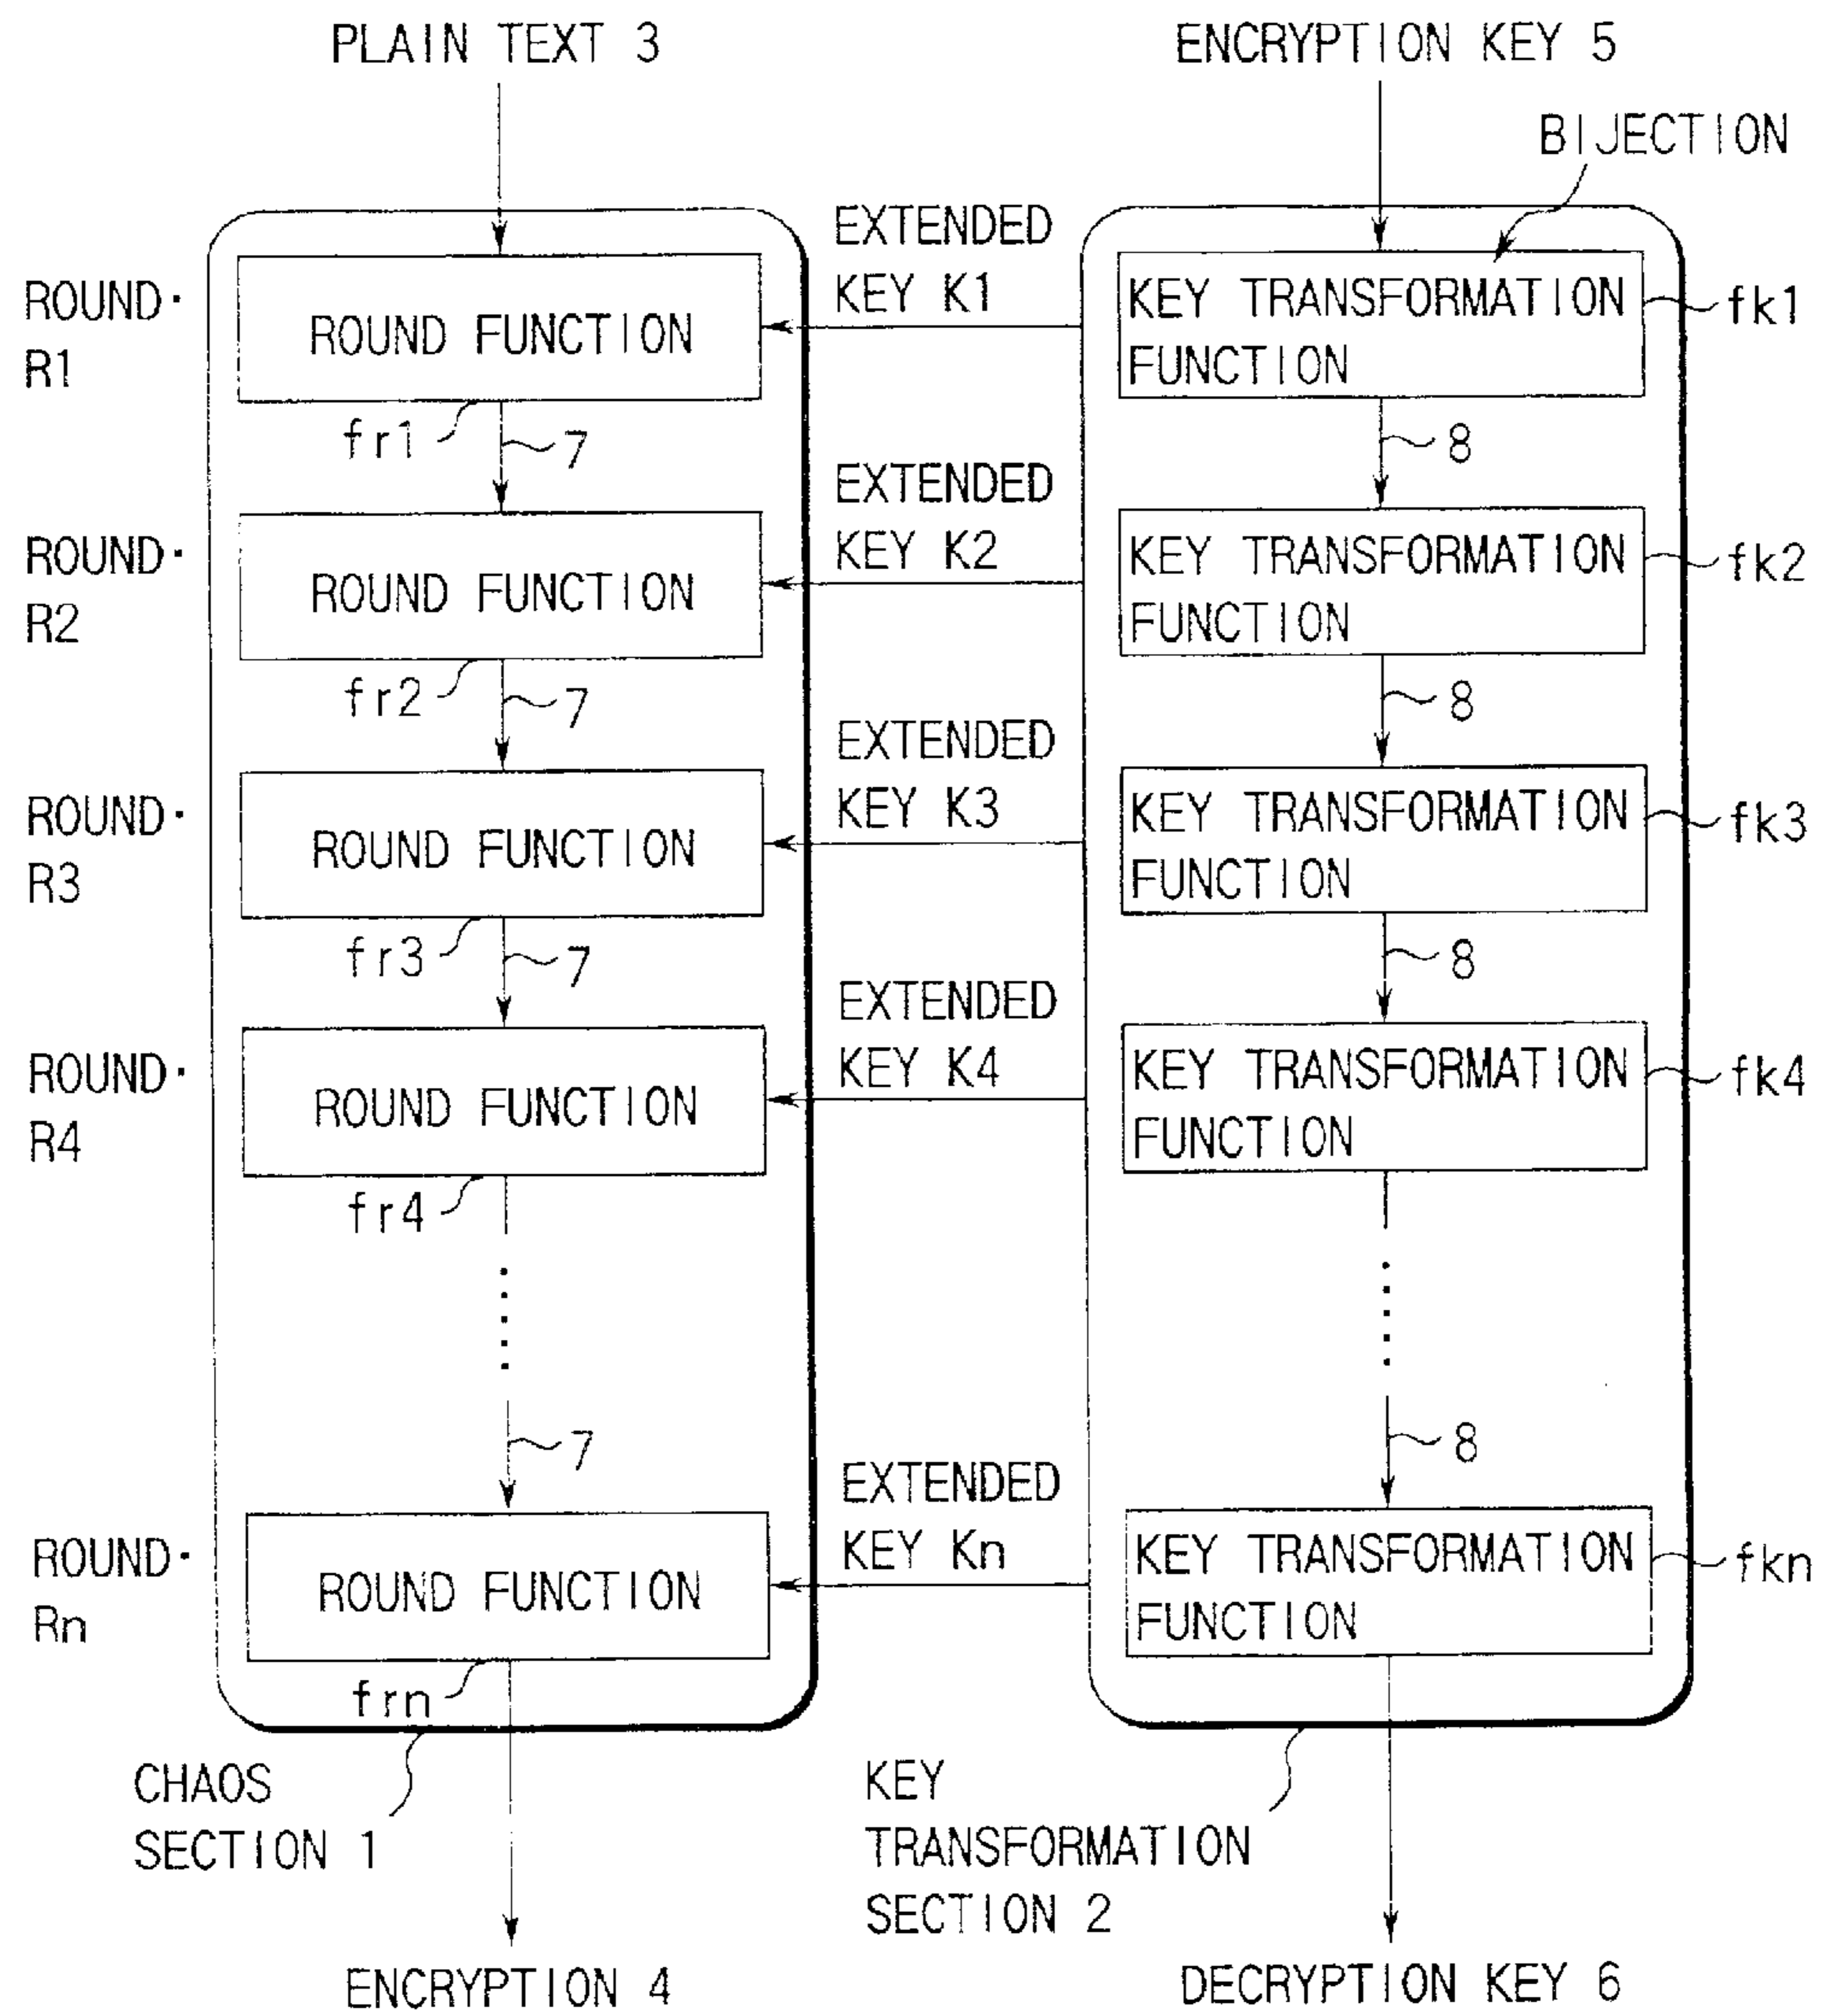 PLAIN TEXT 3
ENCRYPTION KEY 5
BIJECTION
ROUND·
R1
ROUND FUNCTION
fr1
7
EXTENDED
KEY K1
KEY TRANSFORMATION
FUNCTION
fk1
8
ROUND·
R2
ROUND FUNCTION
fr2
7
EXTENDED
KEY K2
KEY TRANSFORMATION
FUNCTION
fk2
8
ROUND·
R3
ROUND FUNCTION
fr3
7
EXTENDED
KEY K3
KEY TRANSFORMATION
FUNCTION
fk3
8
ROUND·
R4
ROUND FUNCTION
fr4
EXTENDED
KEY K4
KEY TRANSFORMATION
FUNCTION
fk4
7
8
ROUND·
Rn
ROUND FUNCTION
frn
EXTENDED
KEY Kn
KEY TRANSFORMATION
FUNCTION
fkn
CHAOS
SECTION 1
KEY
TRANSFORMATION
SECTION 2
ENCRYPTION 4
DECRYPTION KEY 6